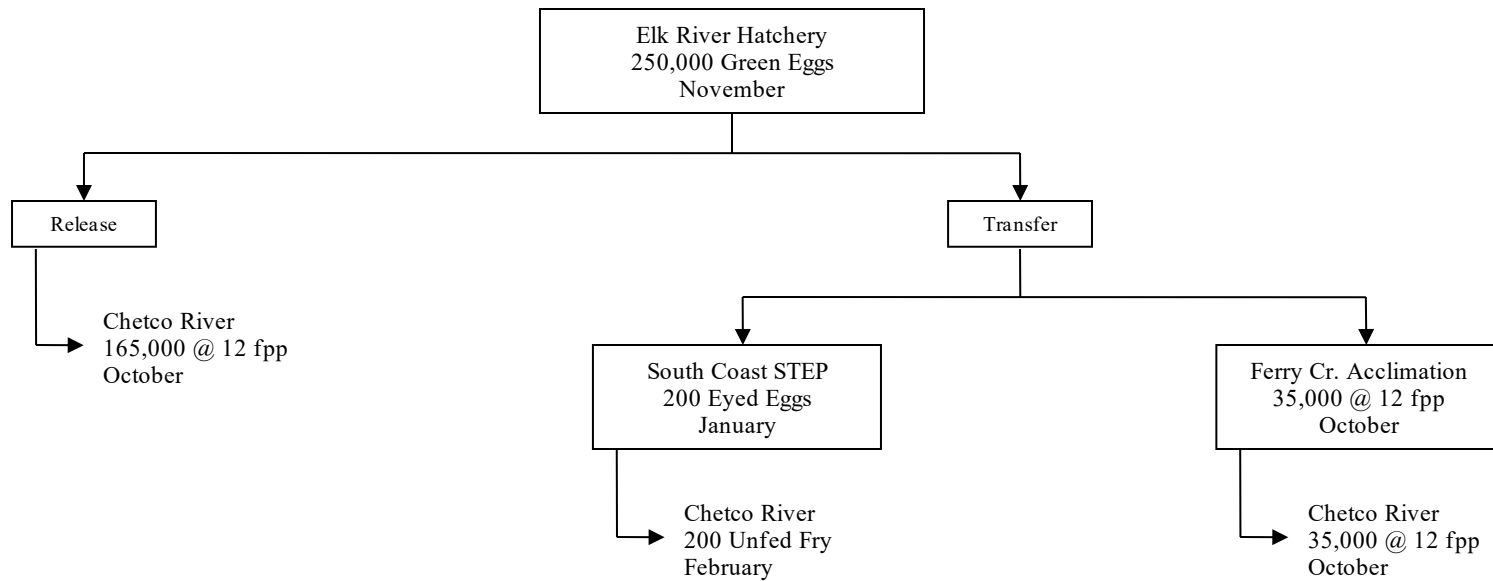 Elk River Hatchery
250,000 Green Eggs
November
Release
Transfer
Chetco River
165,000 @ 12 fpp
October
South Coast STEP
200 Eyed Eggs
January
Ferry Cr. Acclimation
35,000 @ 12 fpp
October
Chetco River
200 Unfed Fry
February
Chetco River
35,000 @ 12 fpp
October